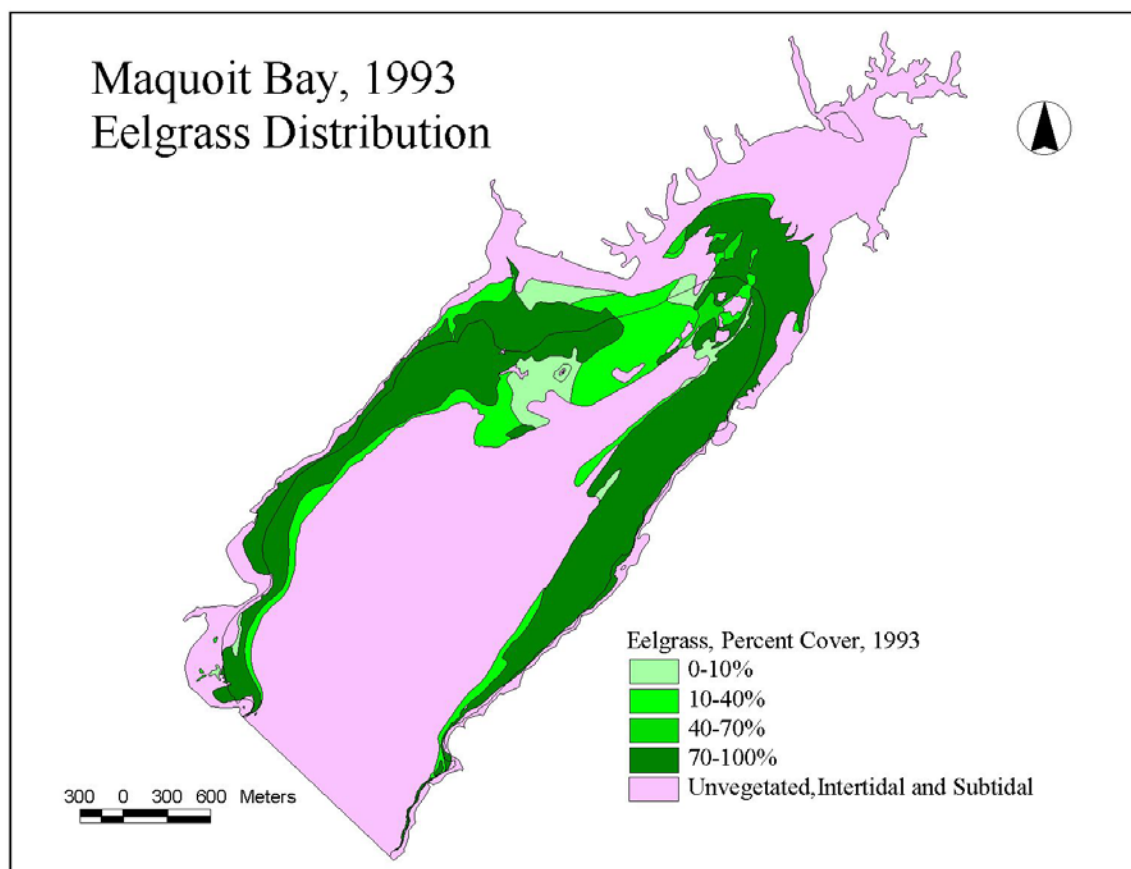 Maquoit Bay, 1993
Eelgrass Distribution
Eelgrass, Percent Cover, 1993
0-10%
10-40%
40-70%
70-100%
Unvegetated,Intertidal and Subtidal
300 0 300 600 Meters